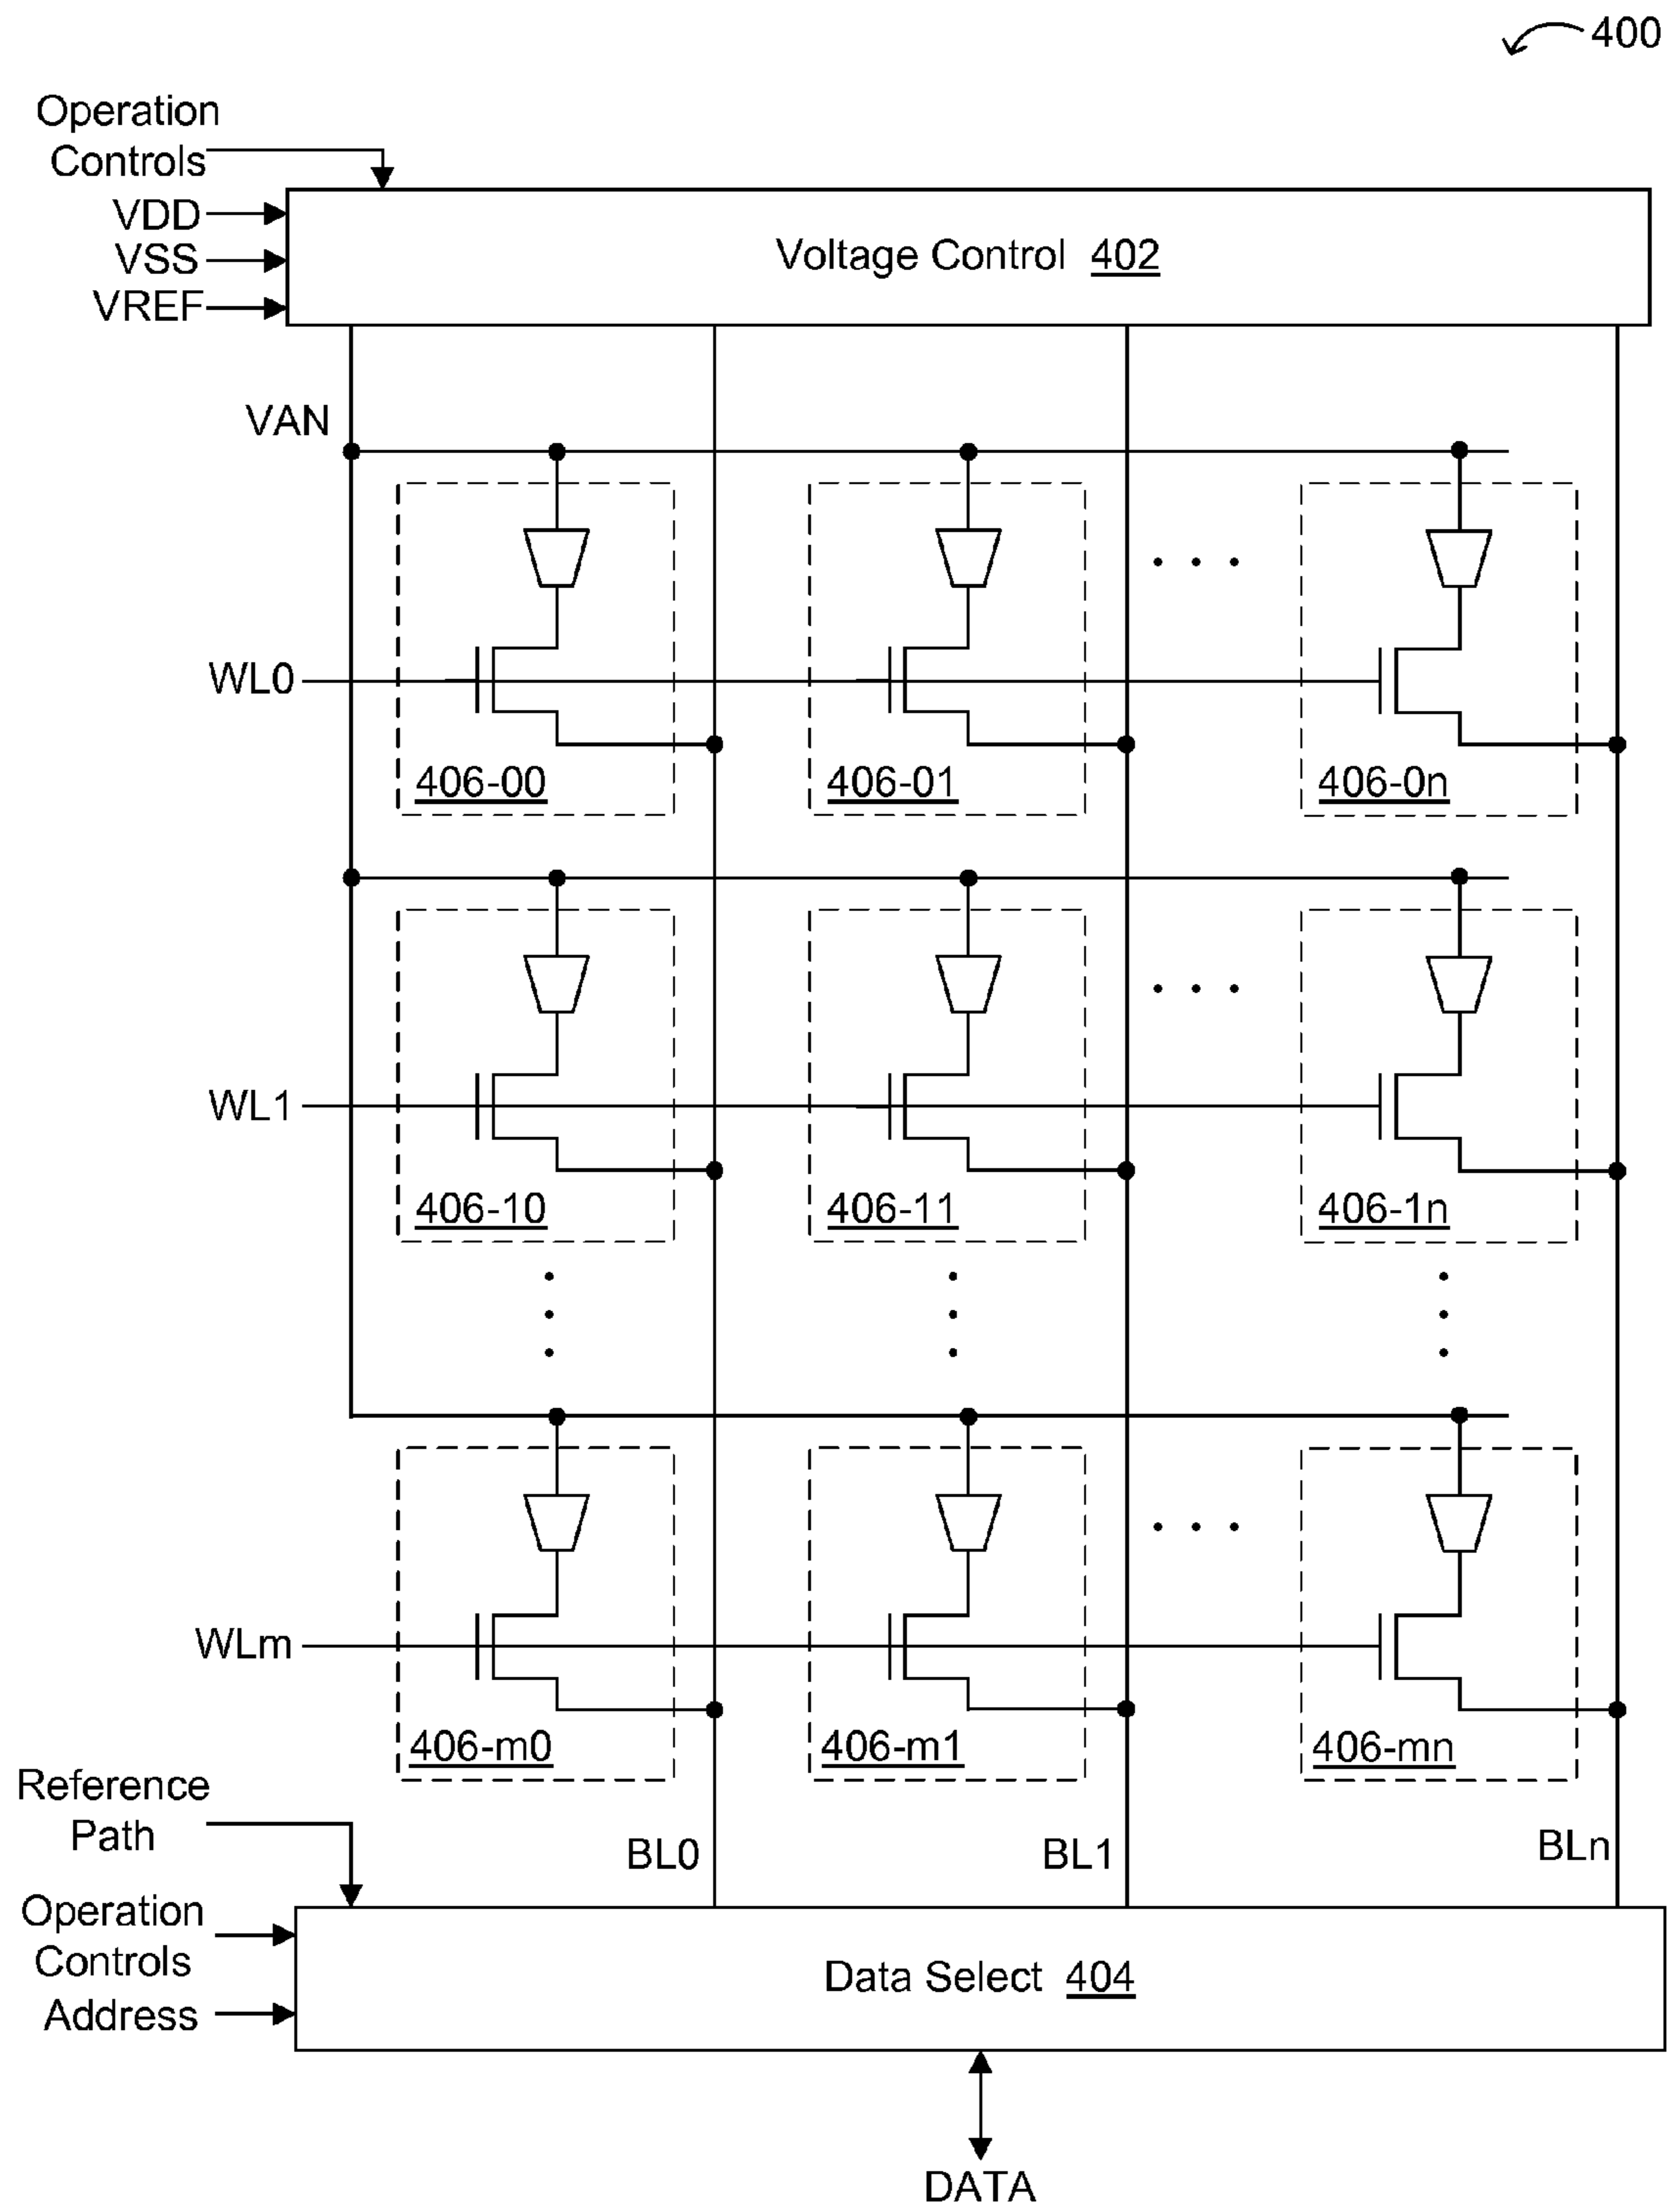 400
Operation
Controls
VDD
VSS
VREF
Voltage Control 402
VAN
WL0
406-00
406-01
406-0n
WL1
406-10
406-11
406-1n
WLm
406-m0
406-m1
406-mn
Reference
Path
BL0
BL1
BLn
Operation
Controls
Address
Data Select 404
DATA